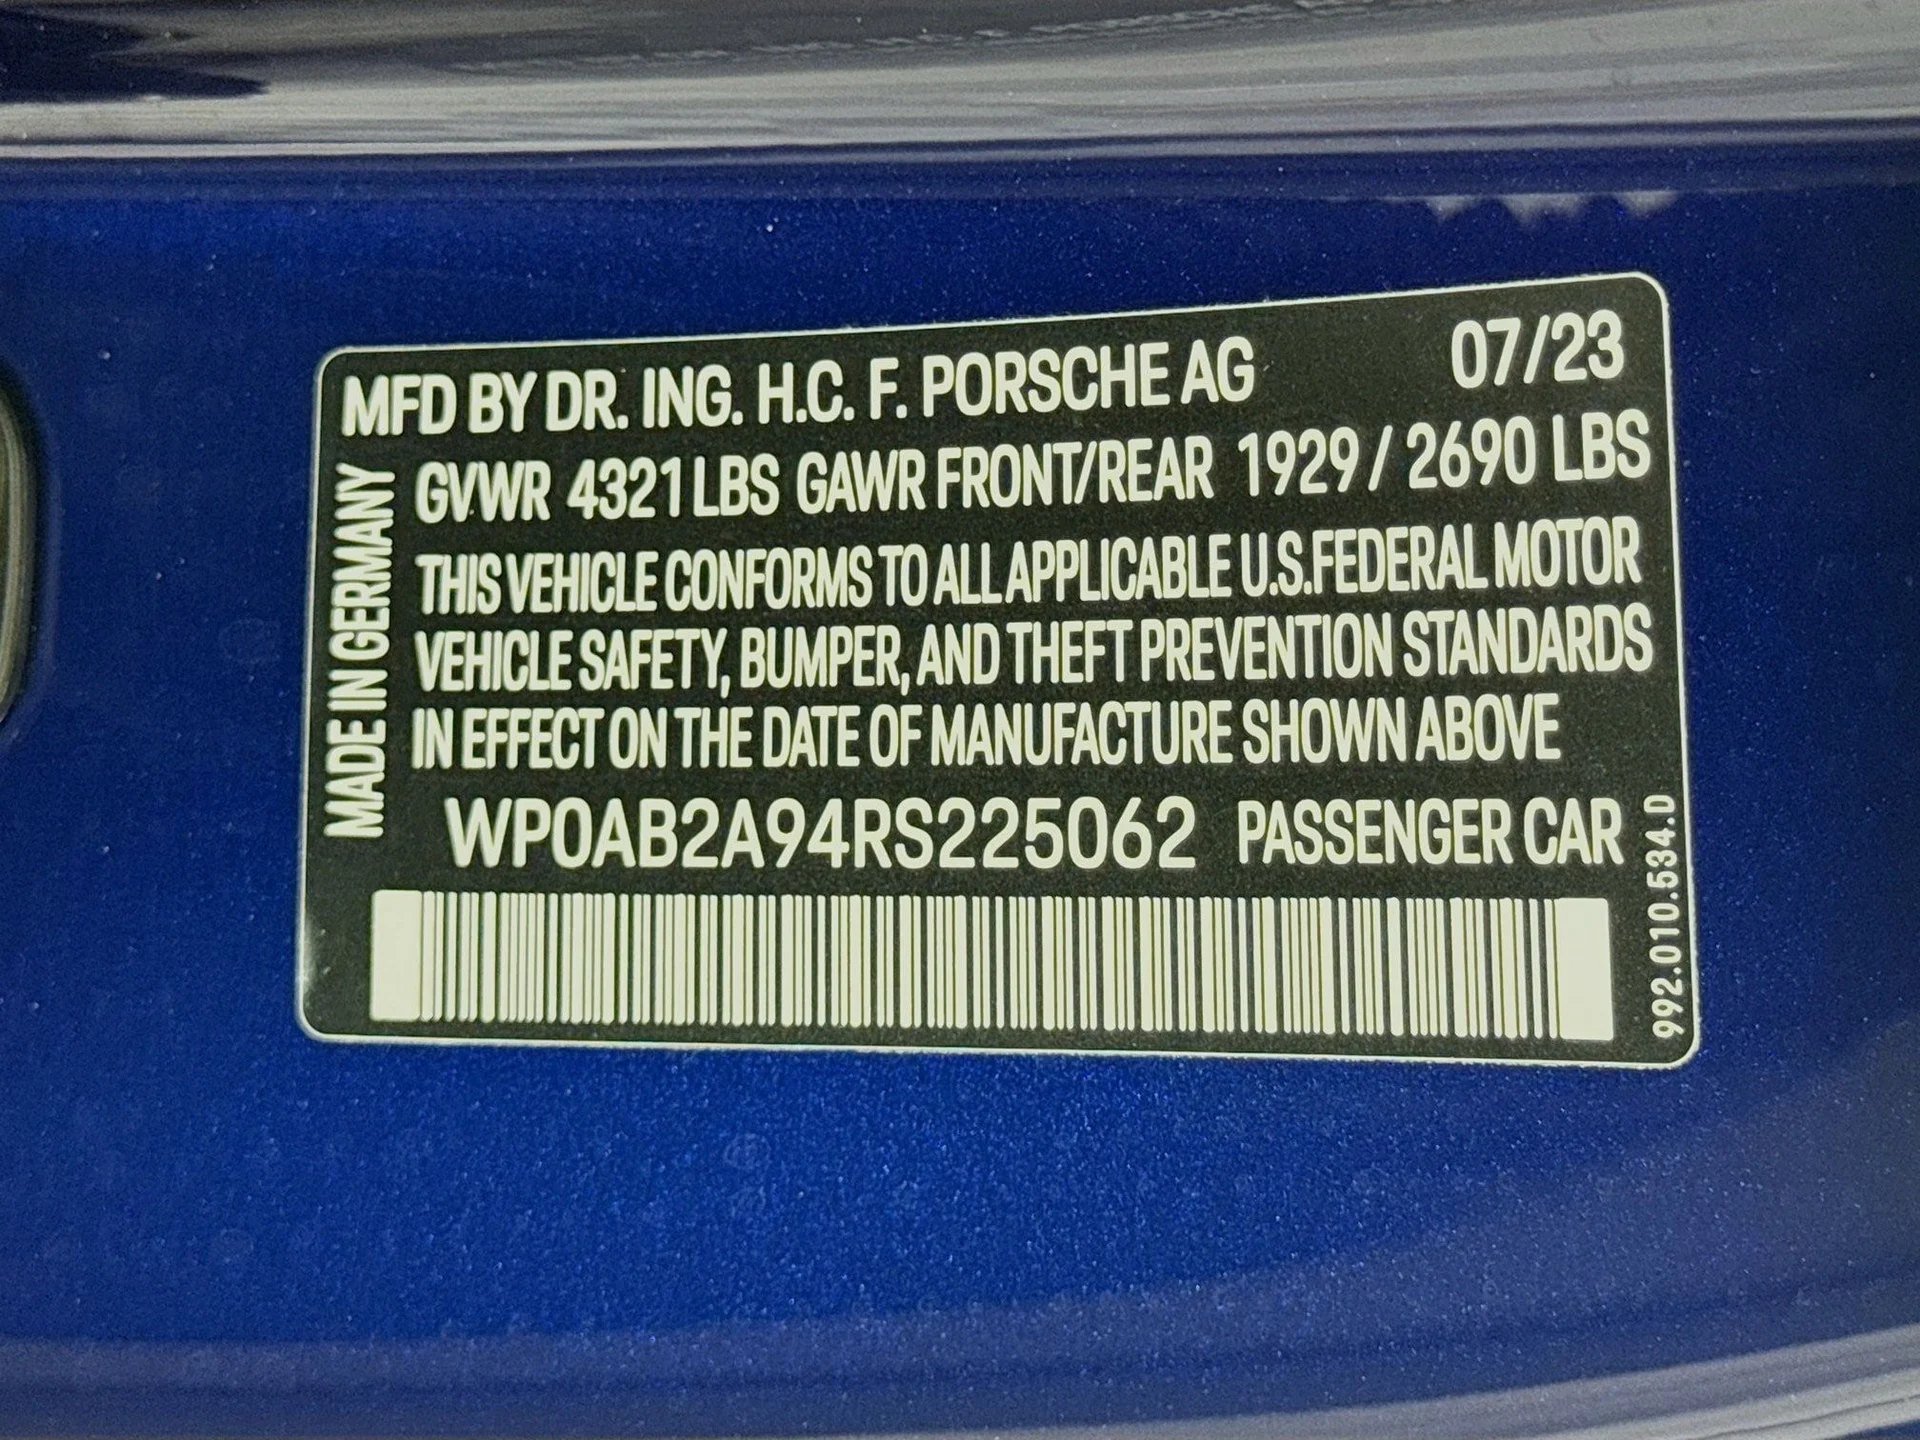 MFD BY DR. ING. H.C. F. PORSCHE AG 07/23
GVWR 4321 LBS GAWR FRONT/REAR 1929 / 2690 LBS
THIS VEHICLE CONFORMS TO ALL APPLICABLE U.S.FEDERAL MOTOR
VEHICLE SAFETY, BUMPER, AND THEFT PREVENTION STANDARDS
IN EFFECT ON THE DATE OF MANUFACTURE SHOWN ABOVE
WP0AB2A94RS225062 PASSENGER CAR
MADE IN GERMANY
992.010.534.D